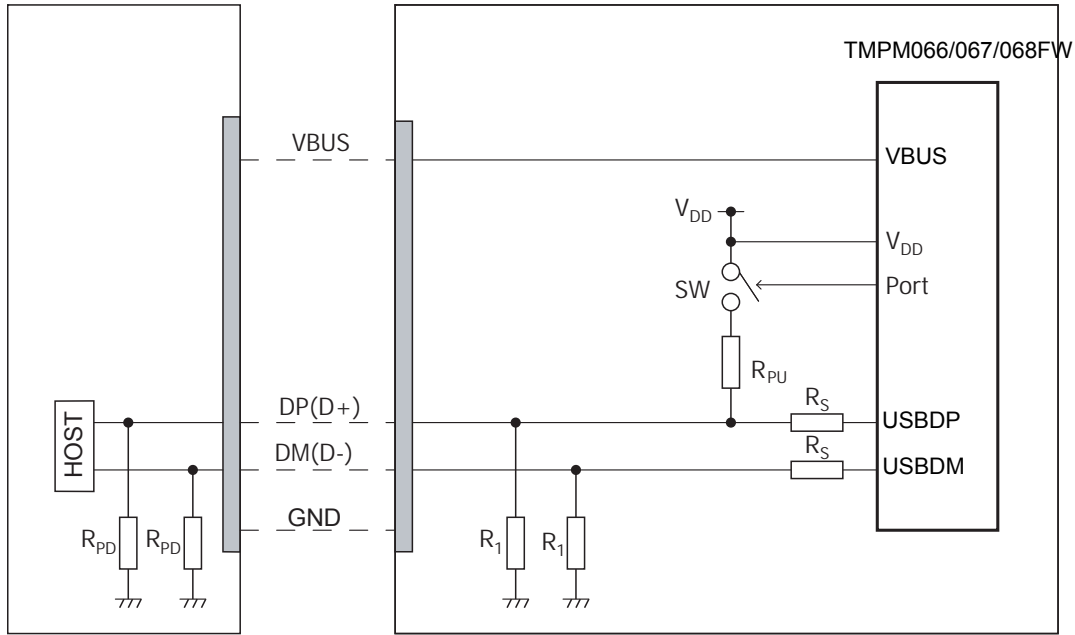 TMPM066/067/068FW
VBUS
VBUS
VDD
VDD
SW
Port
RPU
DP(D+)
RS
USBDP
HOST
DM(D-)
RS
USBDM
GND
RPD
RPD
R1
R1